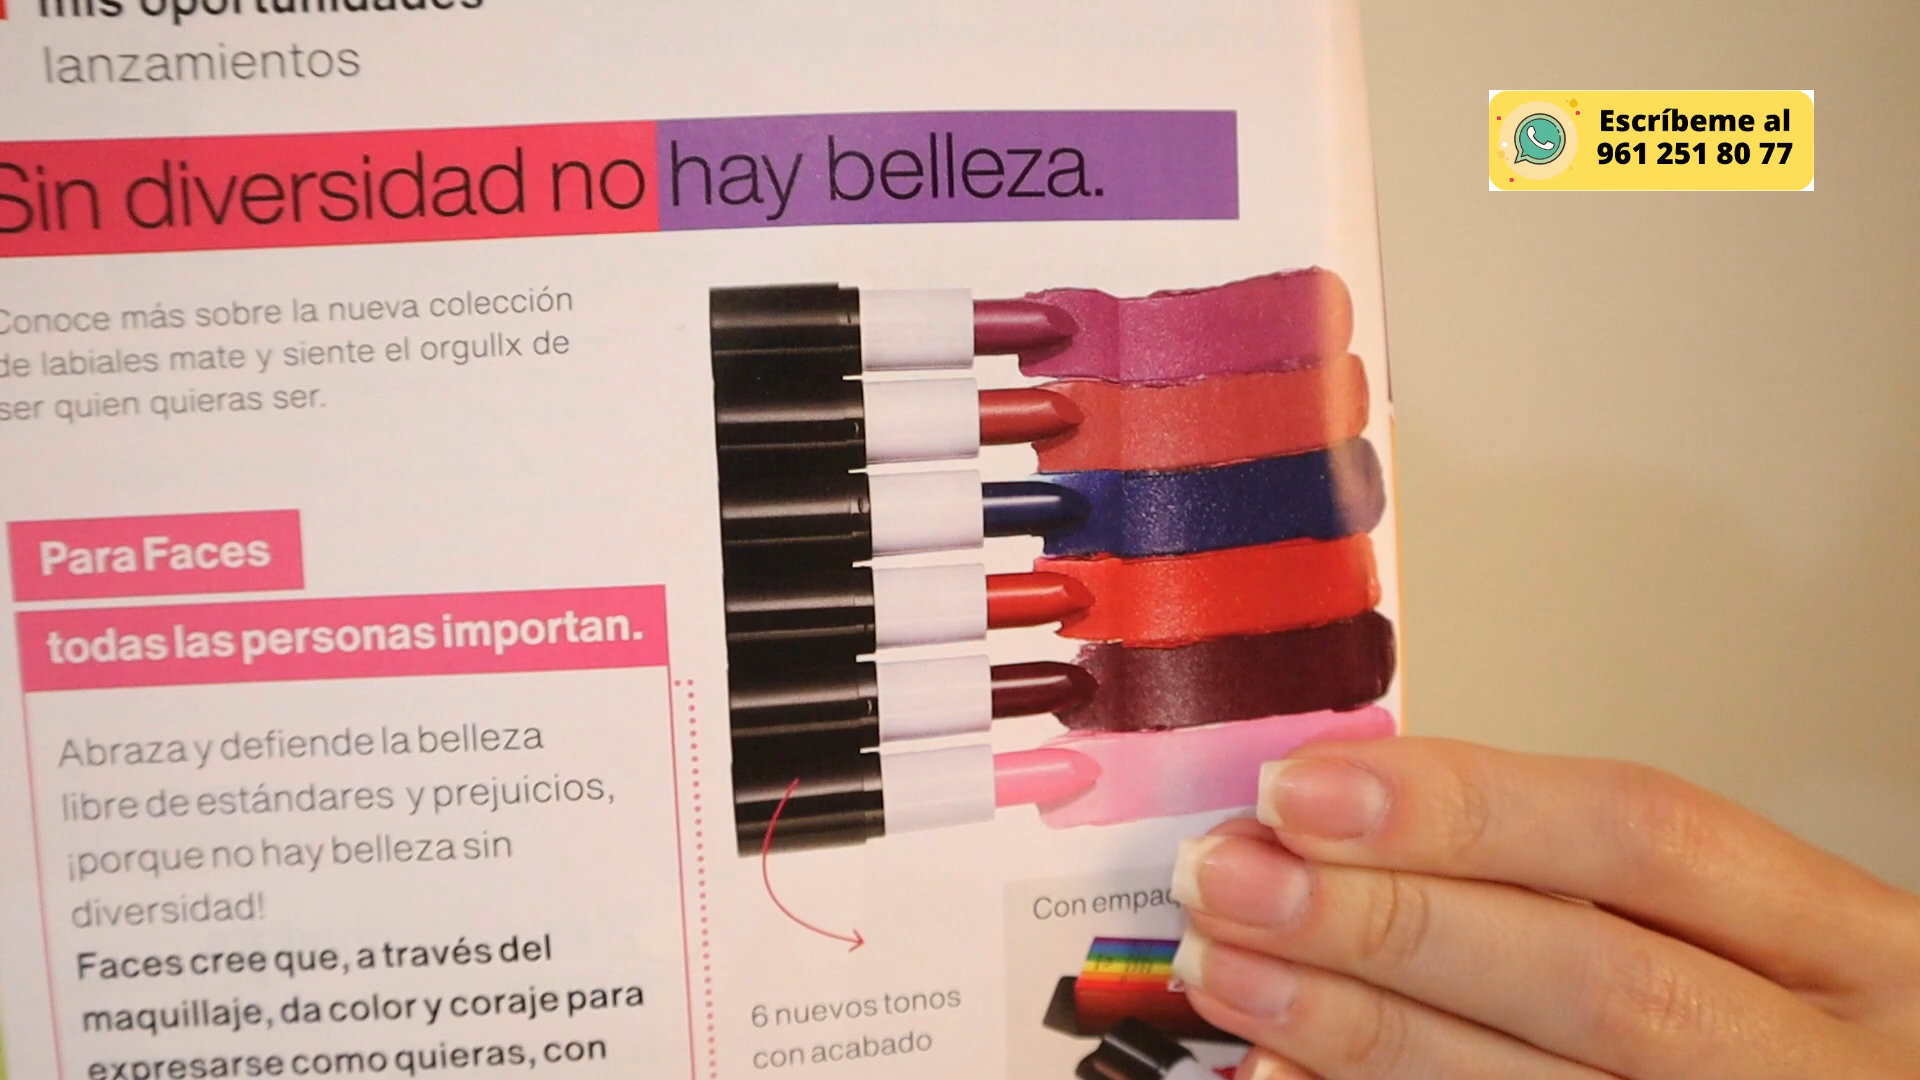 mis oportunidades
lanzamientos
Sin diversidad no hay belleza.
Conoce más sobre la nueva colección
de labiales mate y siente el orgullx de
ser quien quieras ser.
Para Faces
todas las personas importan.
Abraza y defiende la belleza
libre de estándares y prejuicios,
¡porque no hay belleza sin
diversidad!
Faces cree que, a través del
maquillaje, da color y coraje para
expresarse como quieras, con
6 nuevos tonos
con acabado
Con
Escríbeme al
961 251 80 77